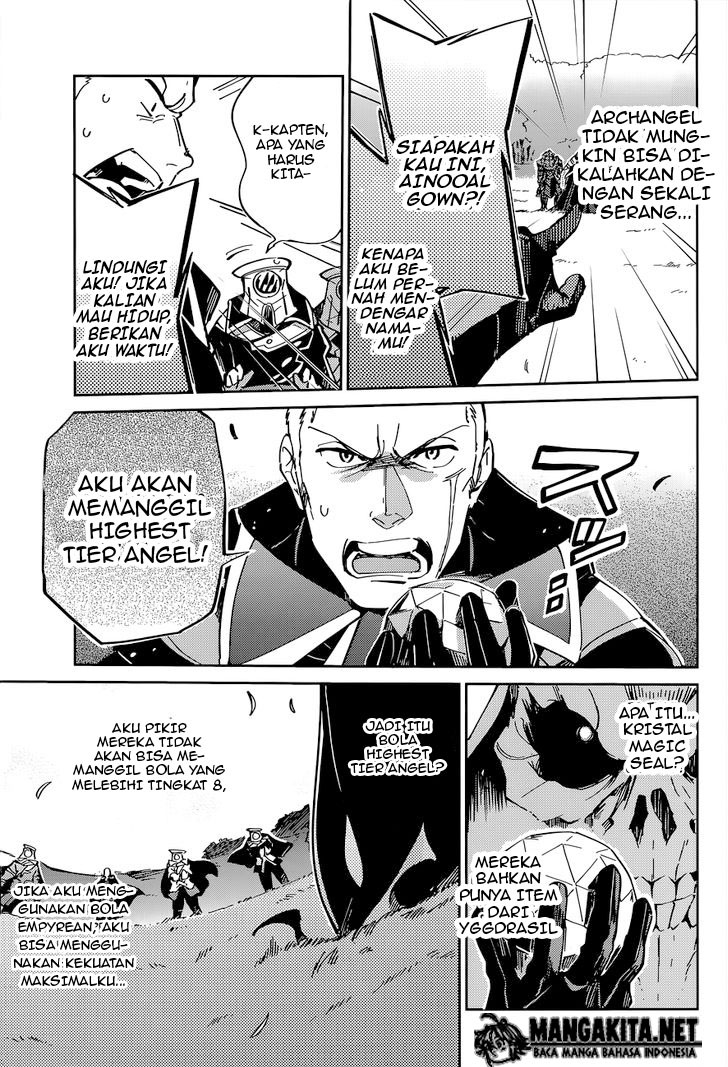 ARCHANGEL
TIDAK MUNG-
KIN BISA DI-
KALAHKAN DE-
NGAN SEKALI
SERANG...
SIAPAKAH
KAU INI,
AINOOAL
GOWN?!
KENAPA
AKU BE-
LUM PER-
NAH MEN-
DENGAR
NAMA-
MU!
K-KAPTEN,
APA YANG
HARUS
KITA-
LINDUNGI
AKU! JIKA
KALIAN
MAU HIDUP,
BERIKAN
AKU WAKTU!
AKU AKAN
MEMANGGIL
HIGHEST
TIER ANGEL!
スッ
APA ITU...
KRISTAL
MAGIC
SEAL?
MEREKA
BAHKAN
PUNYA ITEM
DARI
YGGDRASIL
JADI ITU
BOLA
HIGHEST
TIER ANGEL?
AKU PIKIR
MEREKA TIDAK
AKAN BISA ME-
MANGGIL BOLA YANG
MELEBIHI TINGKAT 8,
JIKA AKU MENG-
GUNAKAN BOLA
EMPYREAN, AKU
BISA MENGGU-
NAKAN KEKUATAN
MAKSIMALKU...
MANGAKITA.NET
BACA MANGA BAHASA INDONESIA